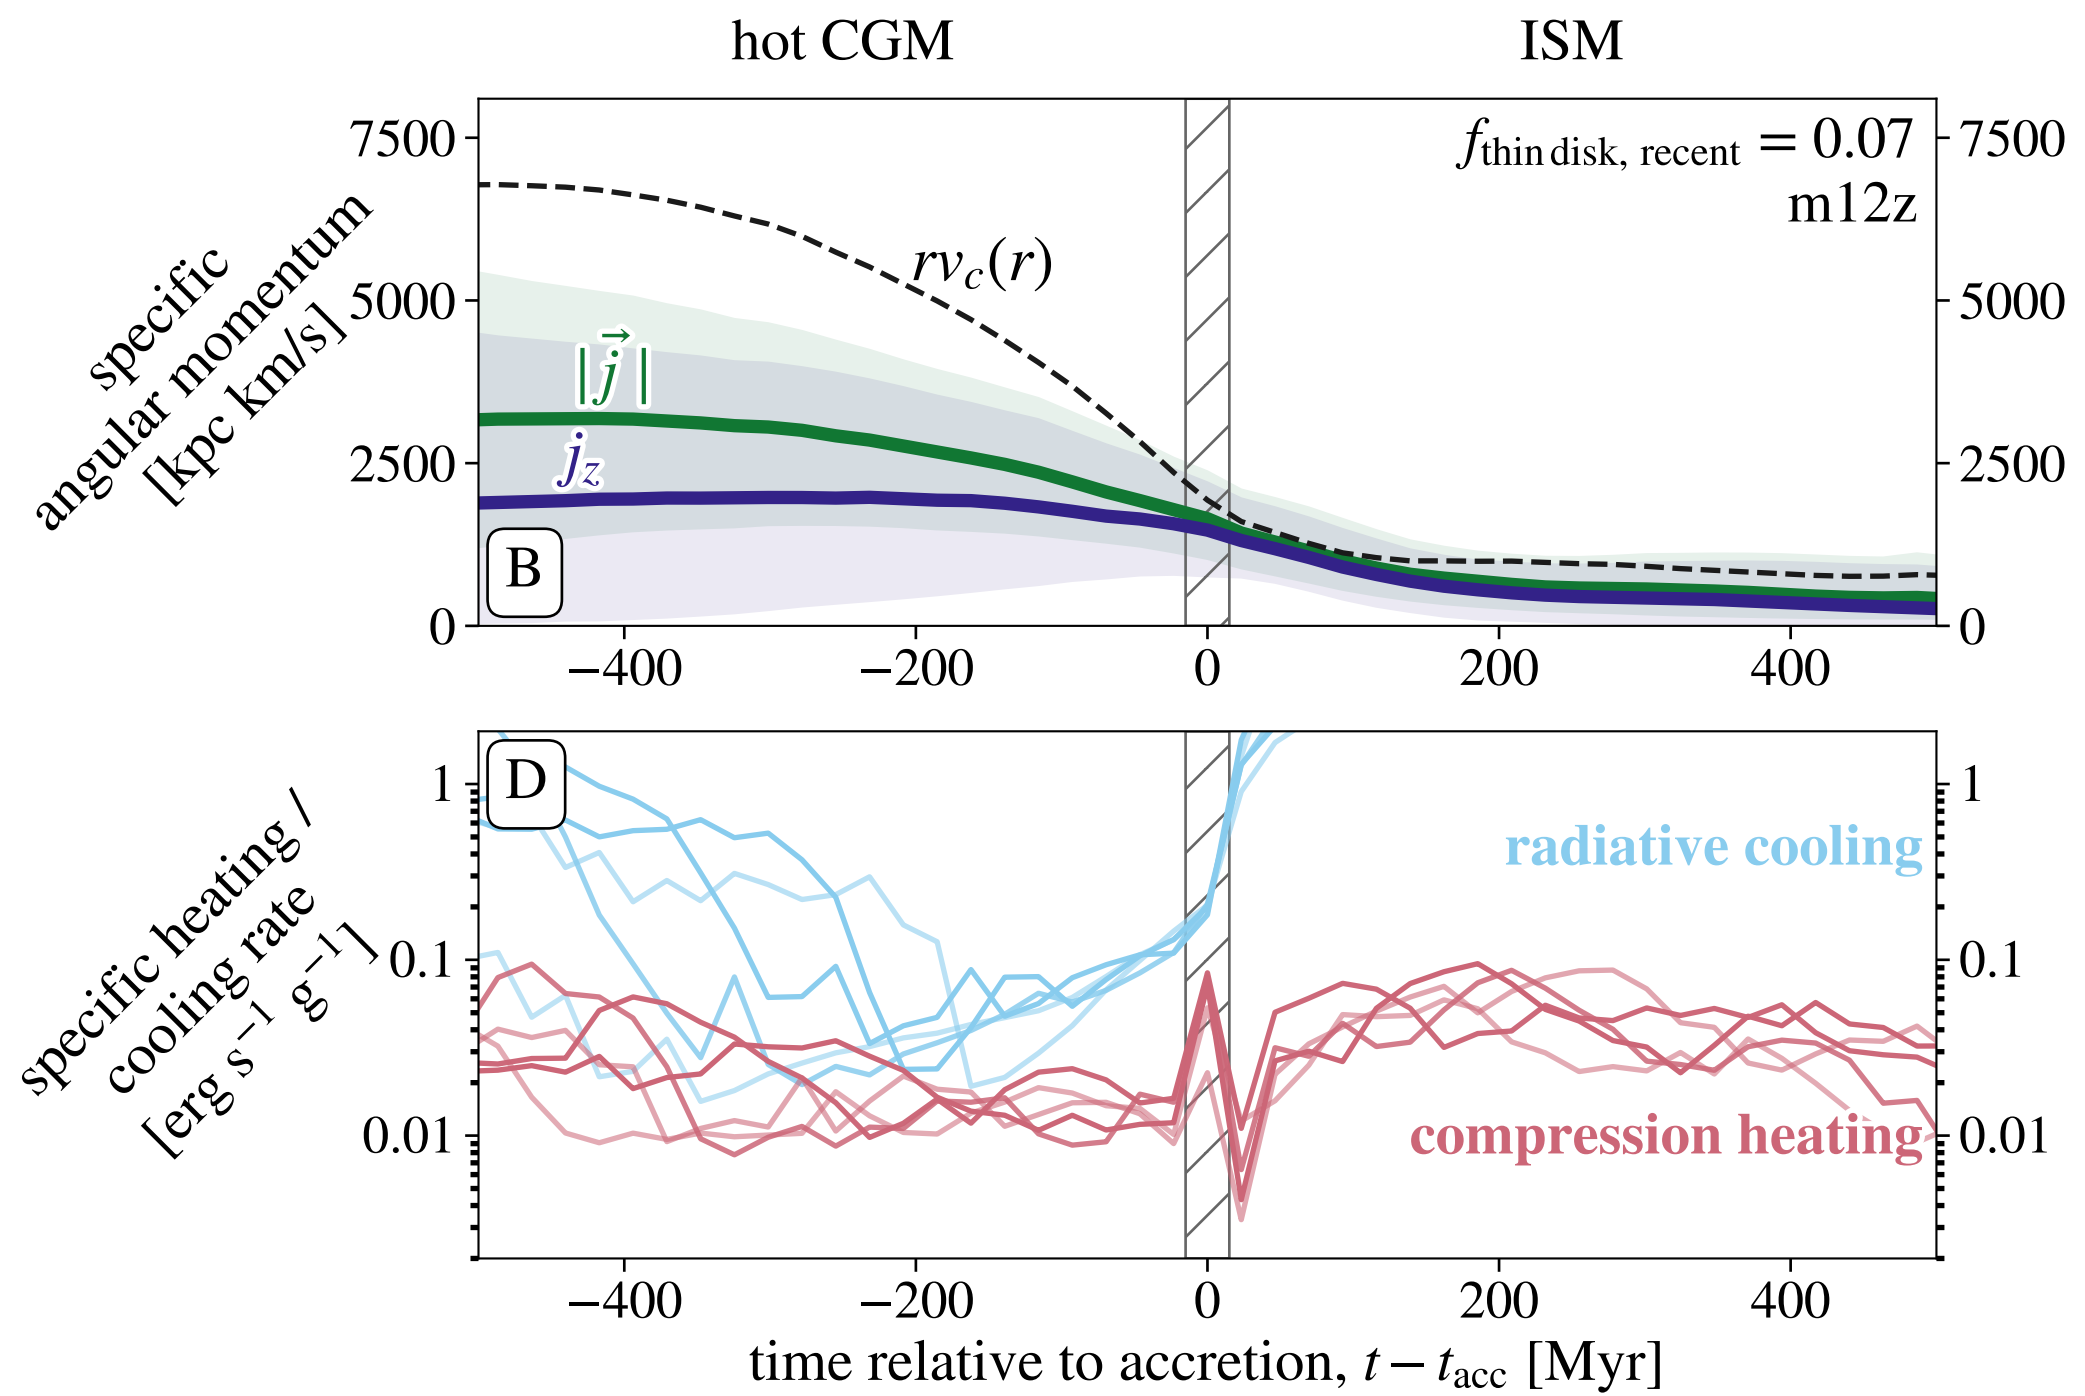 hot CGM
ISM
specific
angular momentum
[kpc km/s]
7500
5000
2500
0
f_thin disk, recent = 0.07
m12z
rv_c(r)
|j⃗|
j_z
B
7500
5000
2500
0
−400
−200
0
200
400
specific heating /
cooling rate
[erg s⁻¹ g⁻¹]
1
0.1
0.01
D
radiative cooling
compression heating
1
0.1
0.01
−400
−200
0
200
400
time relative to accretion, t − t_acc [Myr]